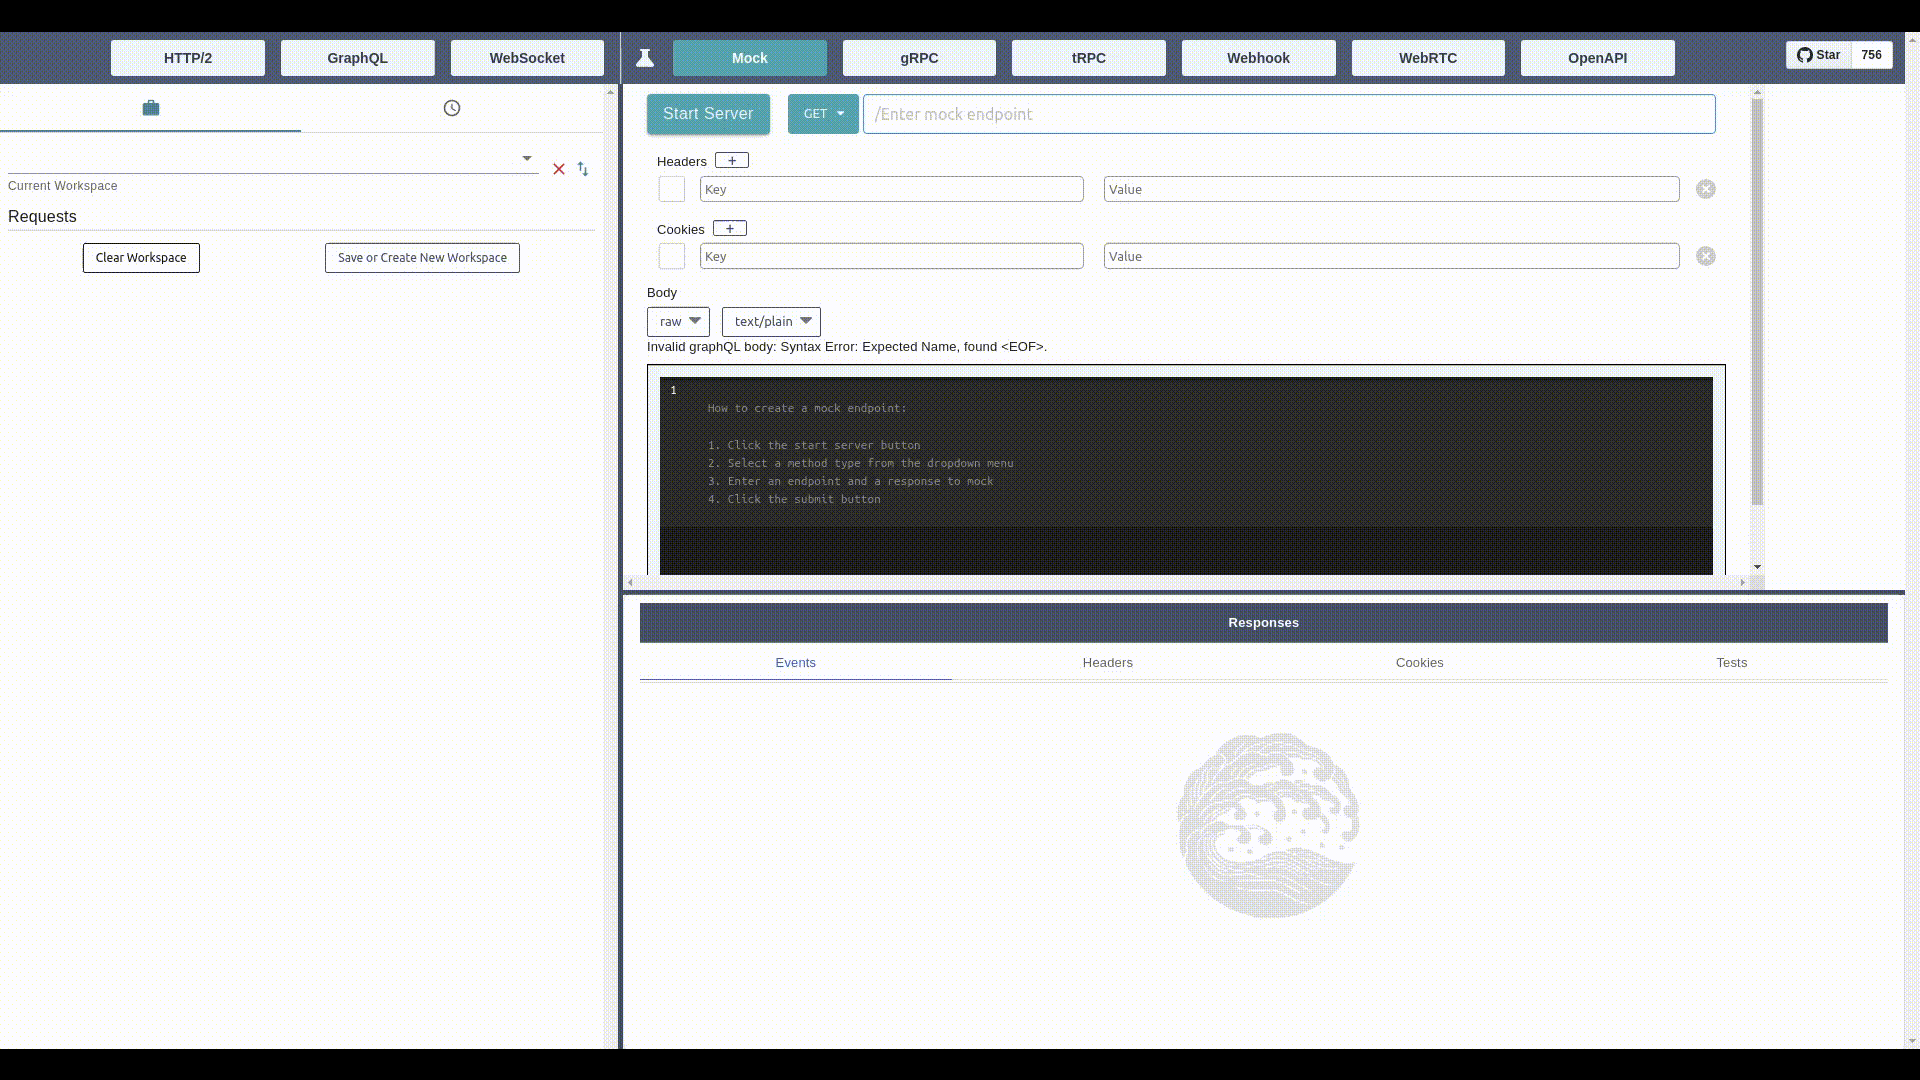 HTTP/2 GraphQL WebSocket Mock gRPC tRPC Webhook WebRTC OpenAPI Star 756
Current Workspace
Requests
Clear Workspace Save or Create New Workspace
Start Server GET /Enter mock endpoint
Headers +
Key Value
Cookies +
Key Value
Body
raw text/plain
Invalid graphQL body: Syntax Error: Expected Name, found <EOF>.
1
How to create a mock endpoint:
1. Click the start server button
2. Select a method type from the dropdown menu
3. Enter an endpoint and a response to mock
4. Click the submit button
Responses
Events Headers Cookies Tests